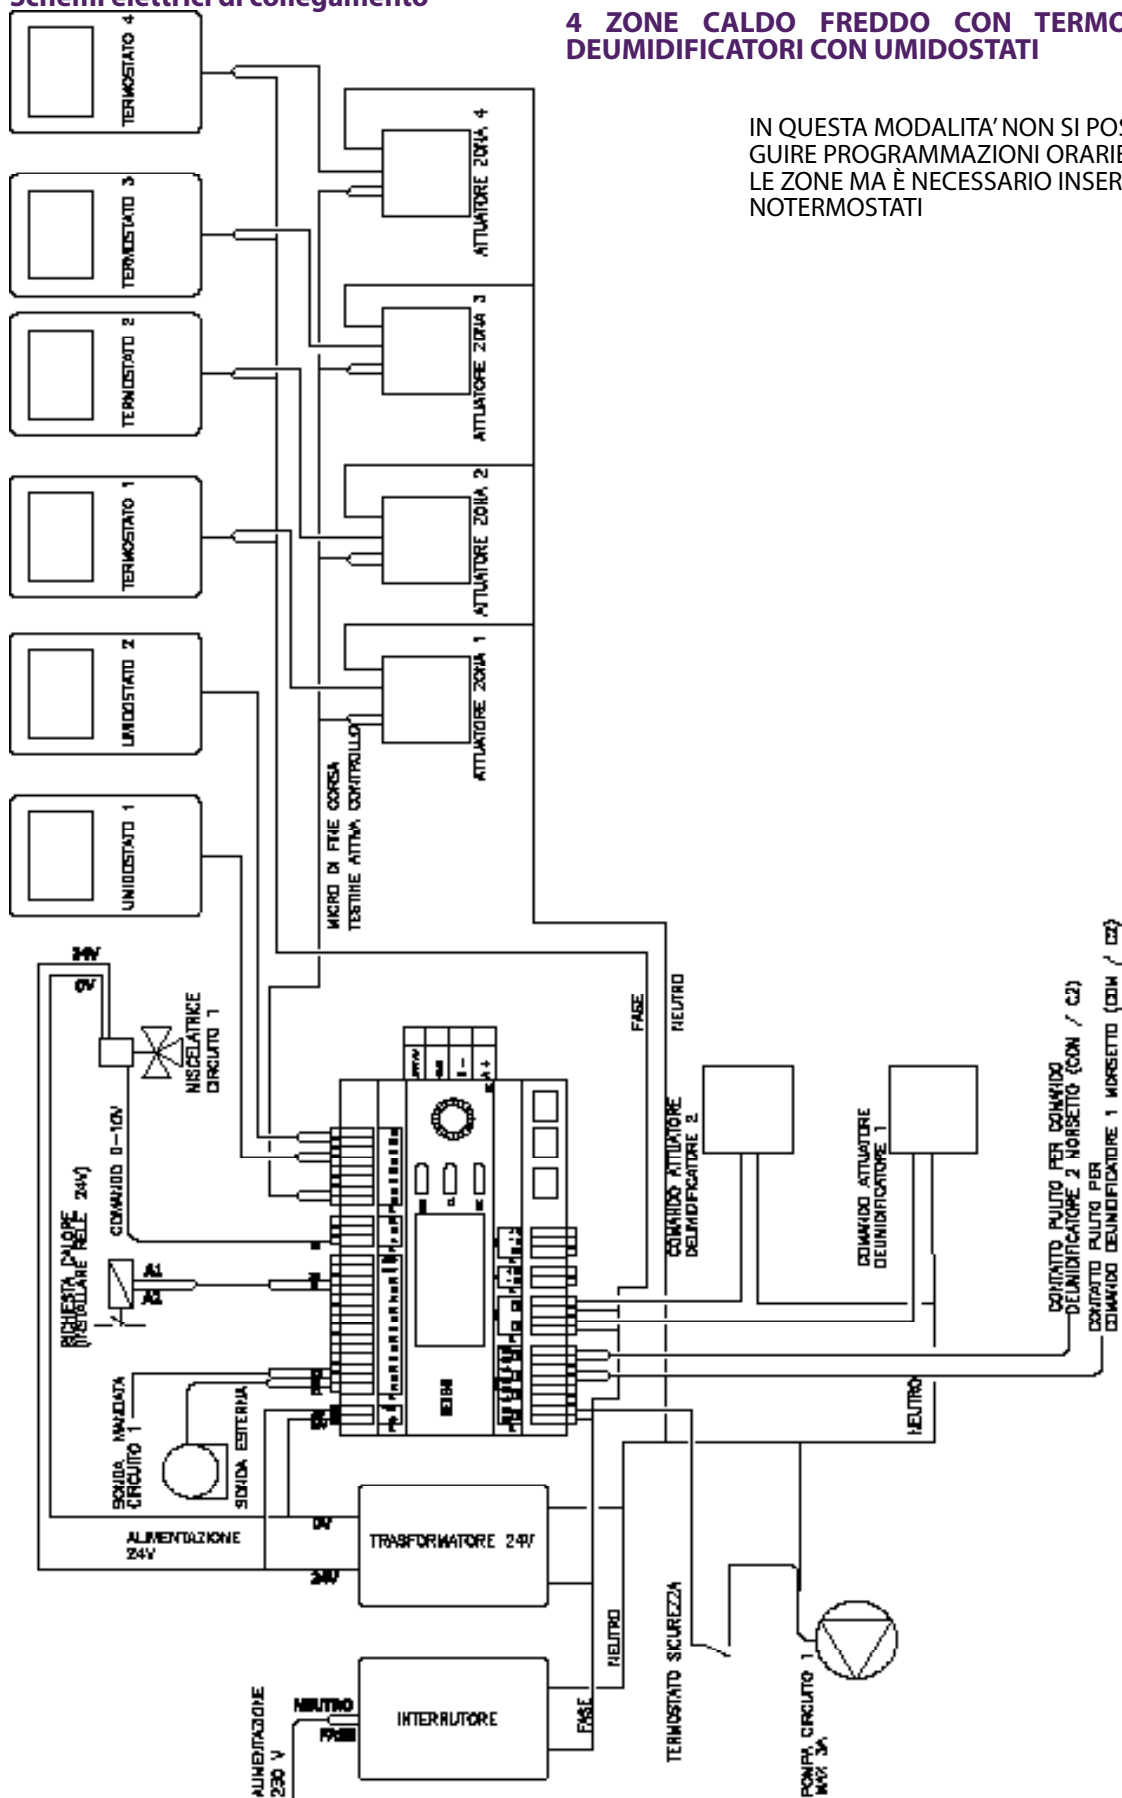 Schemi elettrici di collegamento
4 ZONE CALDO FREDDO CON TERMO
DEUMIDIFICATORI CON UMIDOSTATI
IN QUESTA MODALITA’ NON SI POS
GUIRE PROGRAMMAZIONI ORARIE
LE ZONE MA È NECESSARIO INSER
NOTERMOSTATI
TERMOSTATO 4
TERMOSTATO 3
TERMOSTATO 2
TERMOSTATO 1
UMIDOSTATO 2
UMIDOSTATO 1
ATTUATORE ZONA 4
ATTUATORE ZONA 3
ATTUATORE ZONA 2
ATTUATORE ZONA 1
MICRO DI FINE CORSA
TESTINE ATTIVA CONTROLLO
24V
0V
MISCELATRICE
CIRCUITO 1
COMANDO 0-10V
RICHIESTA CALORE
(INSTALLARE RELE 24V)
A1
A2
SONDA MANDATA
CIRCUITO 1
SONDA ESTERNA
ALIMENTAZIONE
24V
0V
24V
TRASFORMATORE 24V
ALIMENTAZIONE
230 V
NEUTRO
FASE
INTERRUTORE
FASE
NEUTRO
FASE
NEUTRO
COMANDO ATTUATORE
DEUMIDIFICATORE 2
COMANDO ATTUATORE
DEUMIDIFICATORE 1
NEUTRO
CONTATTO PULITO PER COMANDO
DEUMIDIFICATORE 2 MORSETTO (COM / C2)
CONTATTO PULITO PER
COMANDO DEUMIDIFICATORE 1 MORSETTO (COM / C2)
TERMOSTATO SICUREZZA
POMPA CIRCUITO 1
MAX 3A